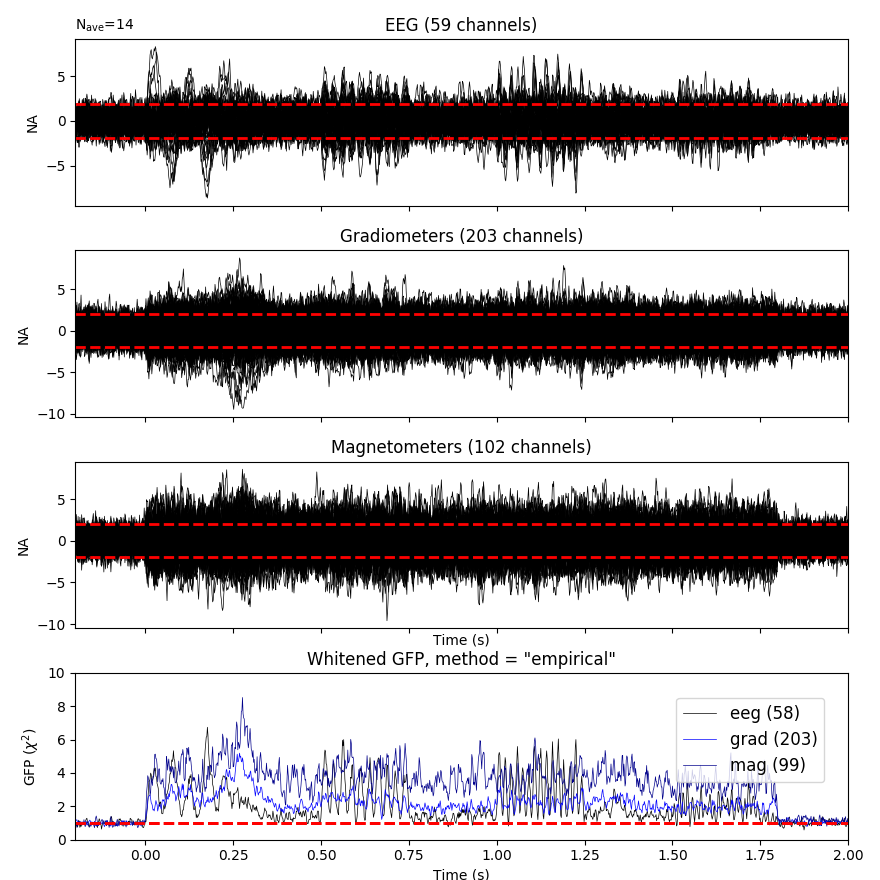 N_ave=14
EEG (59 channels)
5
0
−5
NA
Gradiometers (203 channels)
5
0
−5
−10
NA
Magnetometers (102 channels)
5
0
−5
−10
NA
Time (s)
Whitened GFP, method = "empirical"
10
8
6
4
2
0
GFP (χ²)
eeg (58)
grad (203)
mag (99)
0.00 0.25 0.50 0.75 1.00 1.25 1.50 1.75 2.00
Time (s)